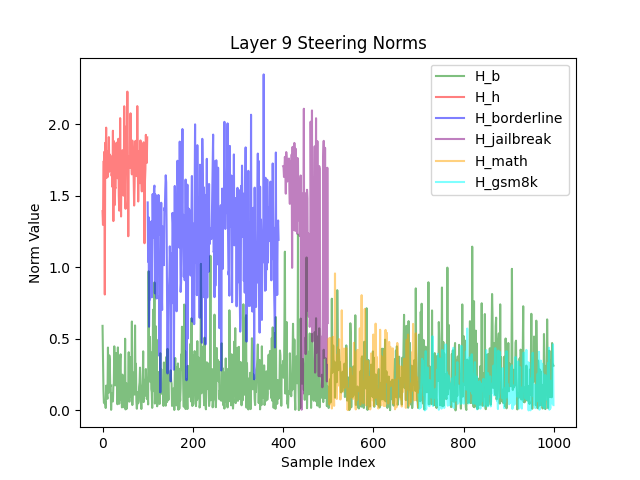 Layer 9 Steering Norms
H_b
H_h
H_borderline
H_jailbreak
H_math
H_gsm8k
Norm Value
2.0
1.5
1.0
0.5
0.0
0
200
400
600
800
1000
Sample Index